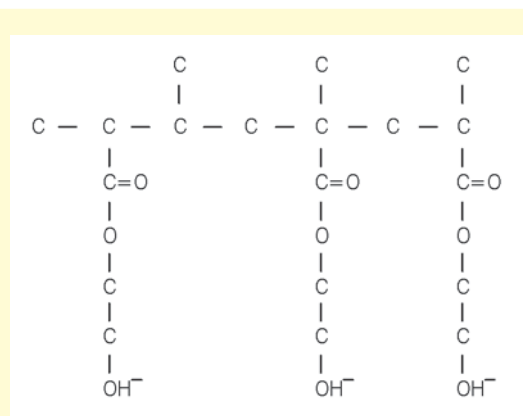 C C C
C — C — C — C — C — C — C
C=O C=O C=O
O O O
C C C
C C C
OH⁻ OH⁻ OH⁻